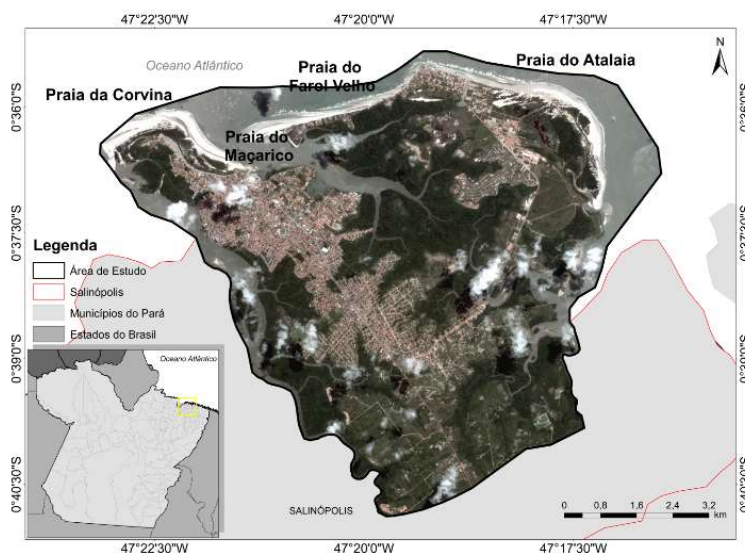 47°22'30"W
47°20'00"W
47°17'30"W
Oceano Atlântico
Praia do
Farol Velho
Praia do Atalaia
N
Praia da Corvina
Praia do
Maçarico
0°36'0"S
0°36'0"S
0°37'30"S
0°37'30"S
Legenda
Área de Estudo
Salinópolis
Municípios do Pará
Estados do Brasil
Oceano Atlântico
0°39'0"S
0°39'0"S
0°40'30"S
0°40'30"S
SALINÓPOLIS
0 0,8 1,6 2,4 3,2
km
47°22'30"W
47°20'00"W
47°17'30"W